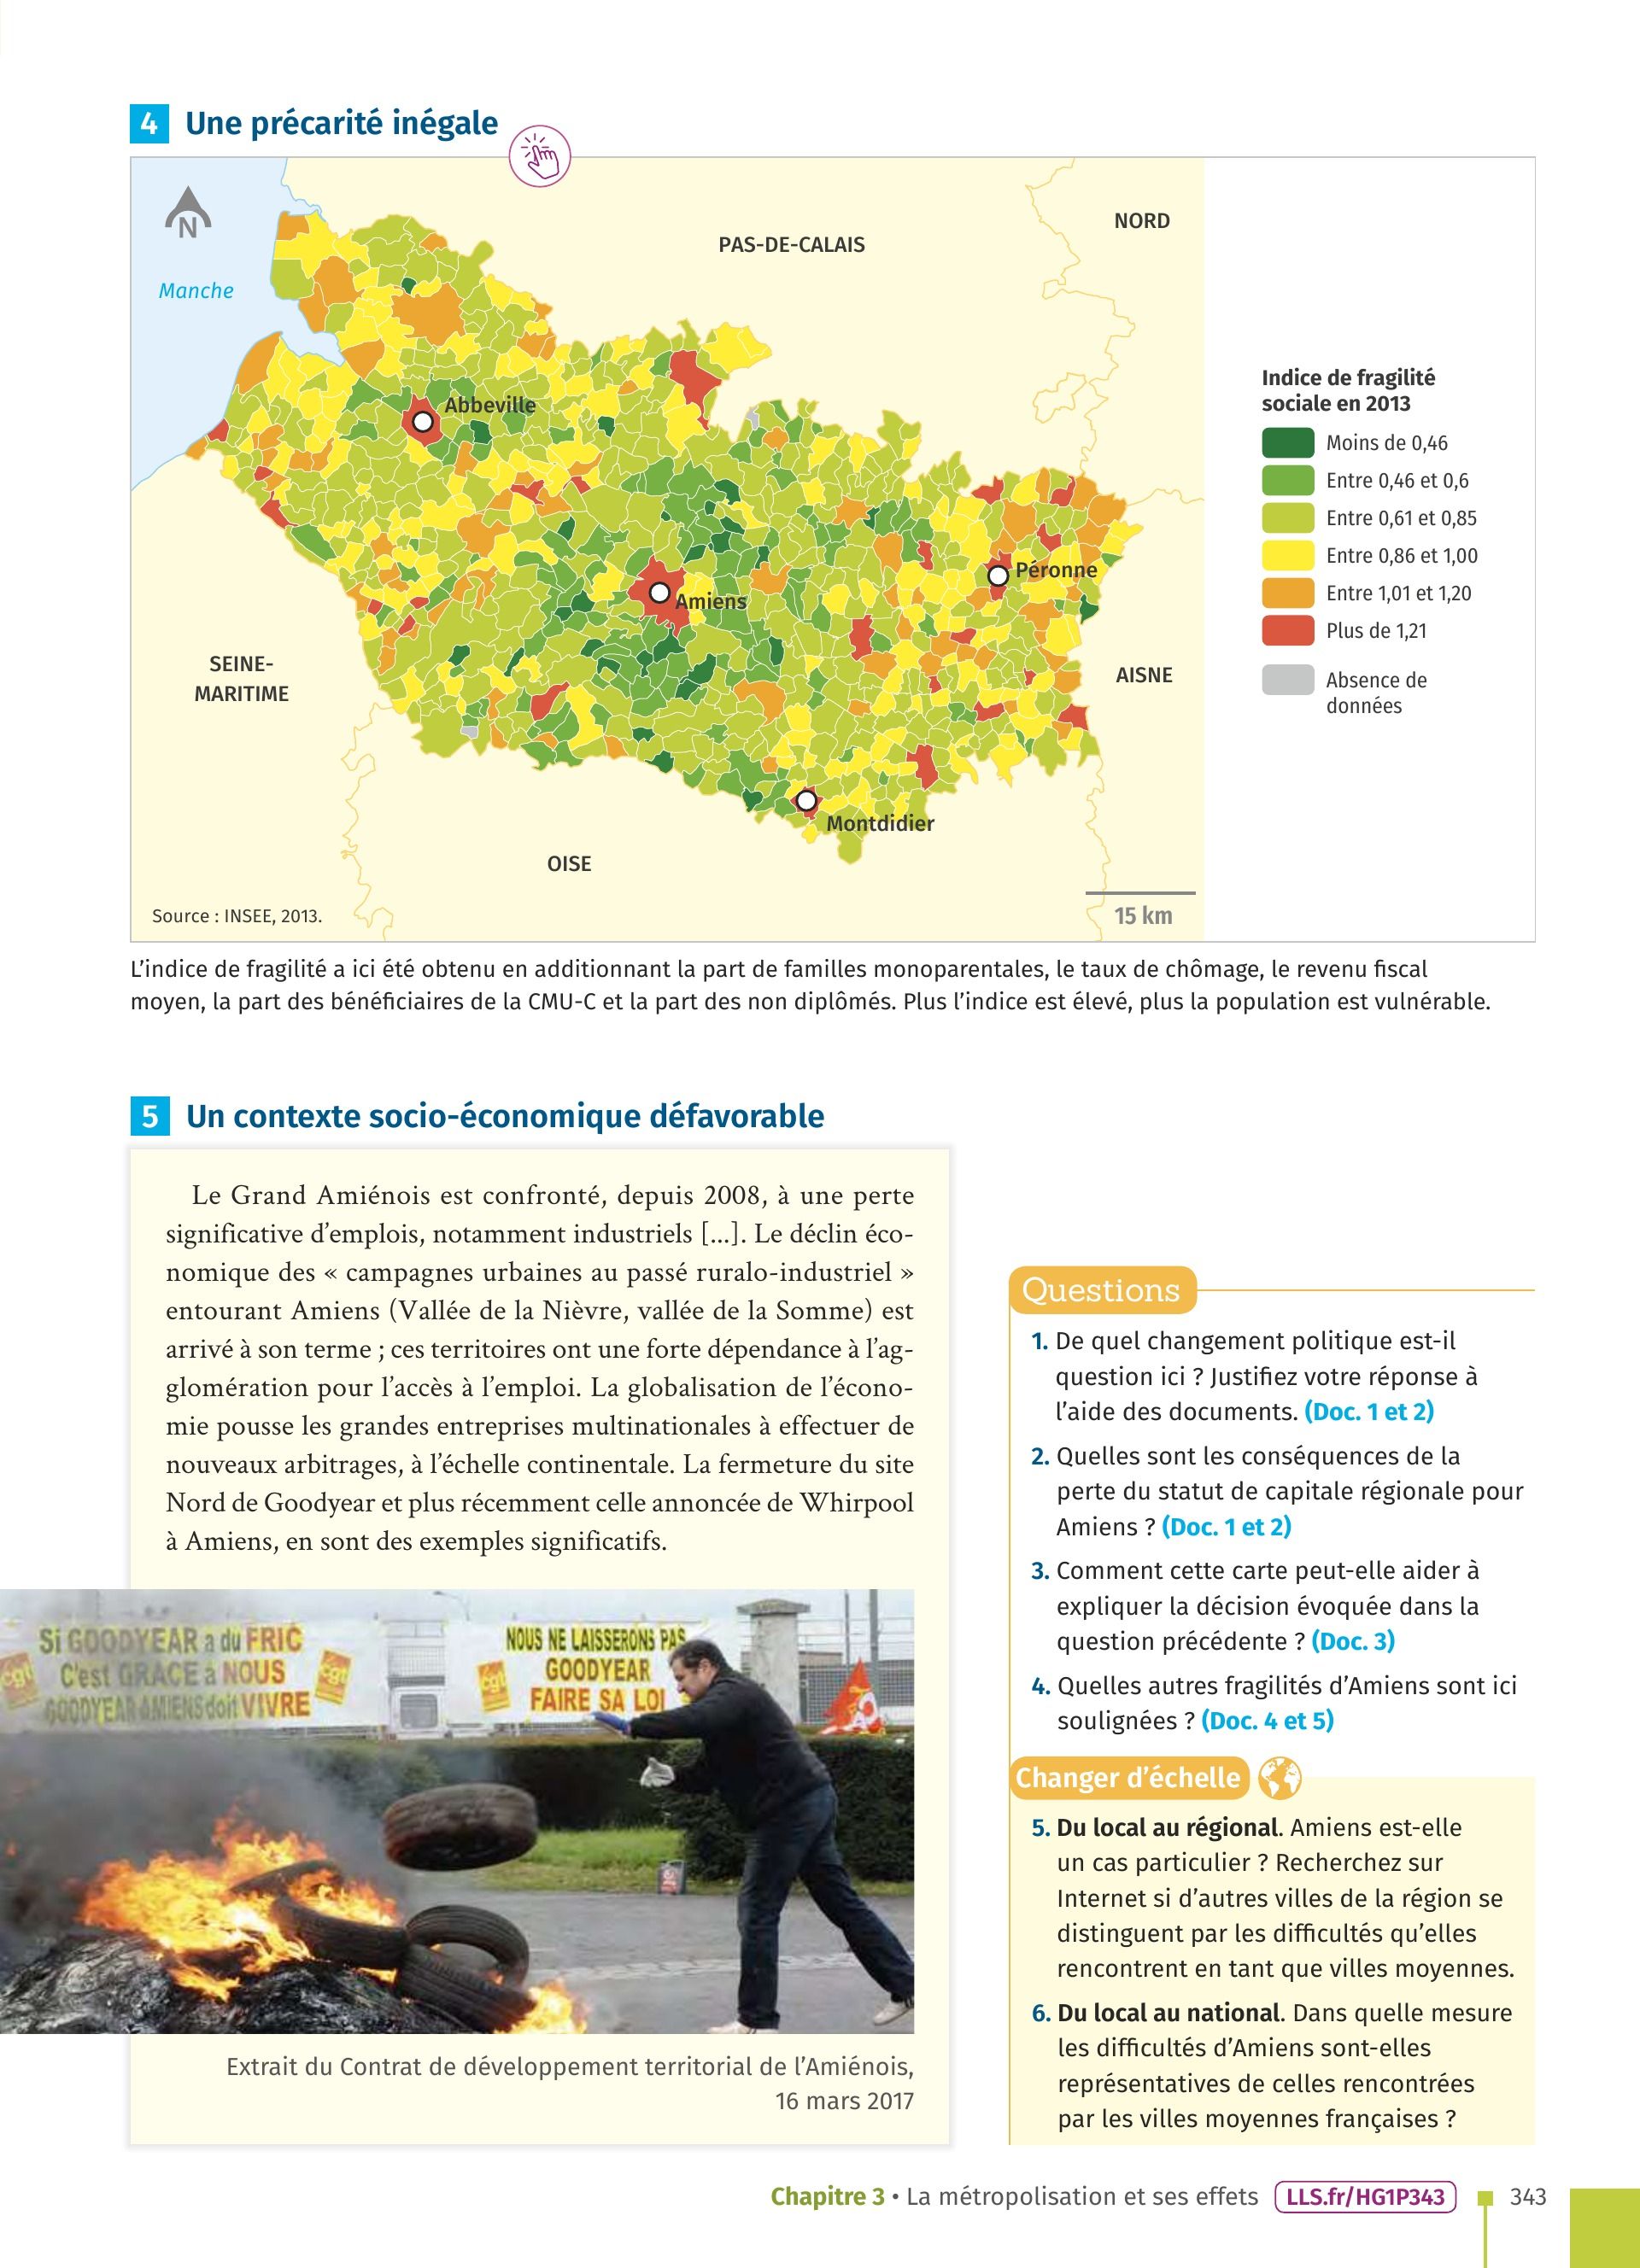 4 Une précarité inégale
N
Manche
PAS-DE-CALAIS
NORD
Abbeville
Amiens
Péronne
SEINE-
MARITIME
AISNE
Montdidier
OISE
Source : INSEE, 2013.
15 km
Indice de fragilité
sociale en 2013
Moins de 0,46
Entre 0,46 et 0,6
Entre 0,61 et 0,85
Entre 0,86 et 1,00
Entre 1,01 et 1,20
Plus de 1,21
Absence de
données
L’indice de fragilité a ici été obtenu en additionnant la part de familles monoparentales, le taux de chômage, le revenu fiscal
moyen, la part des bénéficiaires de la CMU-C et la part des non diplômés. Plus l’indice est élevé, plus la population est vulnérable.
5 Un contexte socio-économique défavorable
Le Grand Amiénois est confronté, depuis 2008, à une perte
significative d’emplois, notamment industriels [...]. Le déclin éco-
nomique des « campagnes urbaines au passé ruralo-industriel »
entourant Amiens (Vallée de la Nièvre, vallée de la Somme) est
arrivé à son terme ; ces territoires ont une forte dépendance à l’ag-
glomération pour l’accès à l’emploi. La globalisation de l’écono-
mie pousse les grandes entreprises multinationales à effectuer de
nouveaux arbitrages, à l’échelle continentale. La fermeture du site
Nord de Goodyear et plus récemment celle annoncée de Whirpool
à Amiens, en sont des exemples significatifs.
Si GOODYEAR a du FRIC
C'est GRACE à NOUS
GOODYEAR AMIENS doit VIVRE
cgt
cgt
NOUS NE LAISSERONS PAS
GOODYEAR
FAIRE SA LOI
cgt
Extrait du Contrat de développement territorial de l’Amiénois,
16 mars 2017
Questions
1. De quel changement politique est-il
question ici ? Justifiez votre réponse à
l’aide des documents. (Doc. 1 et 2)
2. Quelles sont les conséquences de la
perte du statut de capitale régionale pour
Amiens ? (Doc. 1 et 2)
3. Comment cette carte peut-elle aider à
expliquer la décision évoquée dans la
question précédente ? (Doc. 3)
4. Quelles autres fragilités d’Amiens sont ici
soulignées ? (Doc. 4 et 5)
Changer d’échelle
5. Du local au régional. Amiens est-elle
un cas particulier ? Recherchez sur
Internet si d’autres villes de la région se
distinguent par les difficultés qu’elles
rencontrent en tant que villes moyennes.
6. Du local au national. Dans quelle mesure
les difficultés d’Amiens sont-elles
représentatives de celles rencontrées
par les villes moyennes françaises ?
Chapitre 3 • La métropolisation et ses effets LLS.fr/HG1P343 343